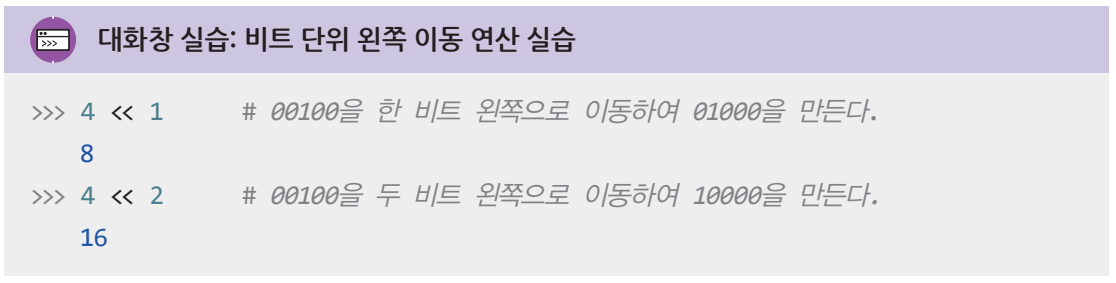 >>>
대화창 실습: 비트 단위 왼쪽 이동 연산 실습
>>> 4 << 1 # 00100을 한 비트 왼쪽으로 이동하여 01000을 만든다.
8
>>> 4 << 2 # 00100을 두 비트 왼쪽으로 이동하여 10000을 만든다.
16